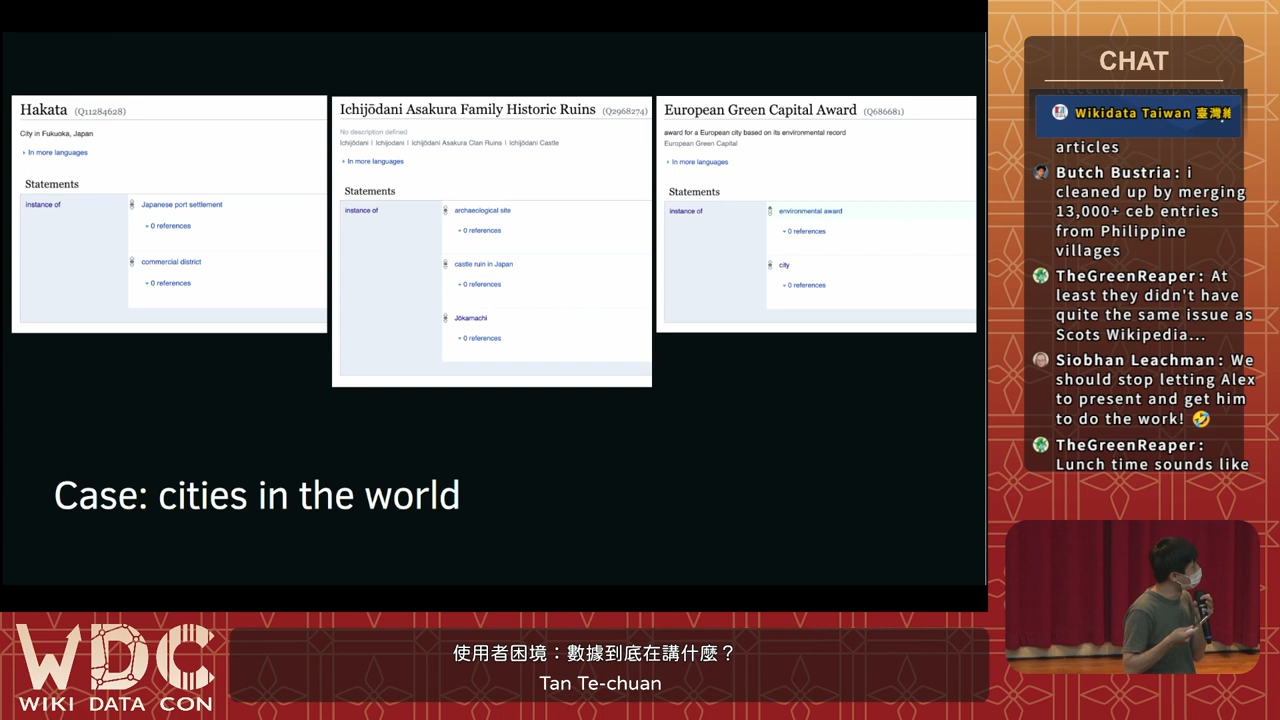 Hakata (Q11284628)
City in Fukuoka, Japan
In more languages
Statements
instance of
Japanese port settlement
0 references
commercial district
0 references
Ichijōdani Asakura Family Historic Ruins (Q2968274)
No description defined
Ichijōdani | Ichijodani | Ichijōdani Asakura Clan Ruins | Ichijōdani Castle
In more languages
Statements
instance of
archaeological site
0 references
castle ruin in Japan
0 references
Jōkamachi
0 references
European Green Capital Award (Q686681)
award for a European city based on its environmental record
European Green Capital
In more languages
Statements
instance of
environmental award
0 references
city
0 references
Case: cities in the world
CHAT
Wikidata Taiwan 臺灣維
articles
Butch Bustria: i
cleaned up by merging
13,000+ ceb entries
from Philippine
villages
TheGreenReaper: At
least they didn't have
quite the same issue as
Scots Wikipedia...
Siobhan Leachman: We
should stop letting Alex
to present and get him
to do the work! 🤣
TheGreenReaper:
Lunch time sounds like
WDC
WIKI DATA CON
使用者困境：數據到底在講什麼？
Tan Te-chuan